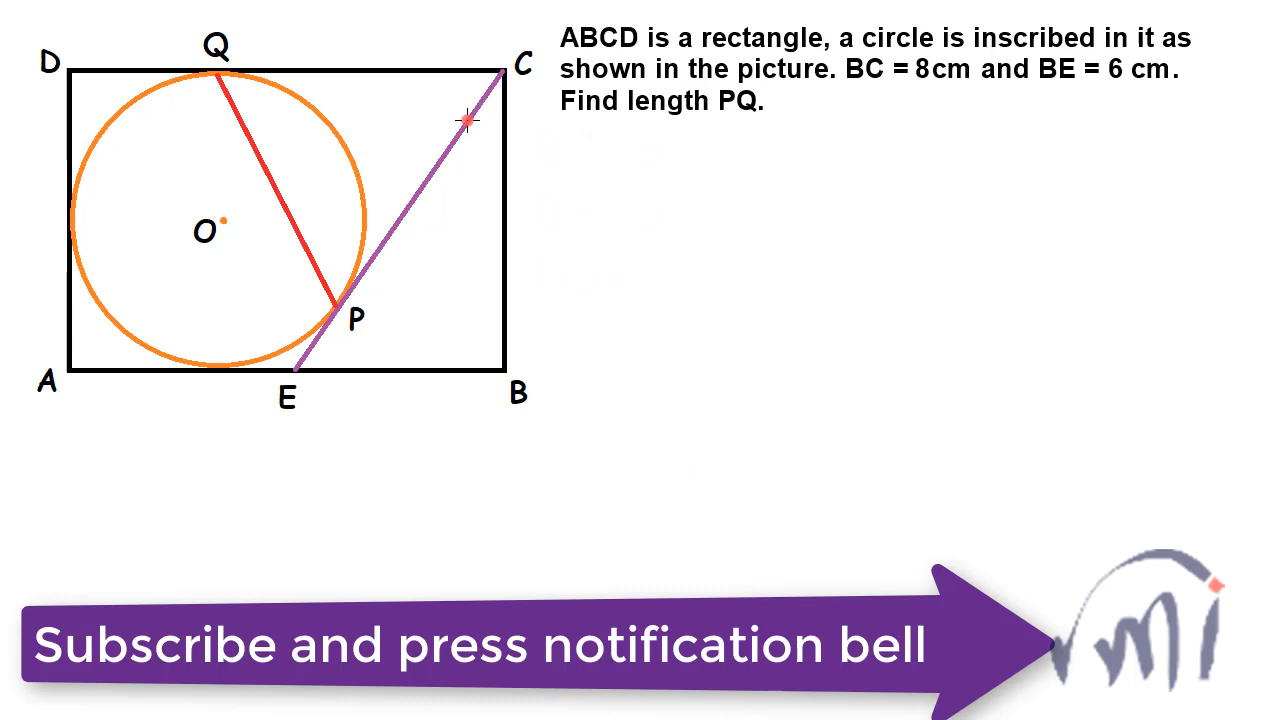 Q
D
C
ABCD is a rectangle, a circle is inscribed in it as
shown in the picture. BC = 8cm and BE = 6 cm.
Find length PQ.
O
P
A
E
B
Subscribe and press notification bell
rmi